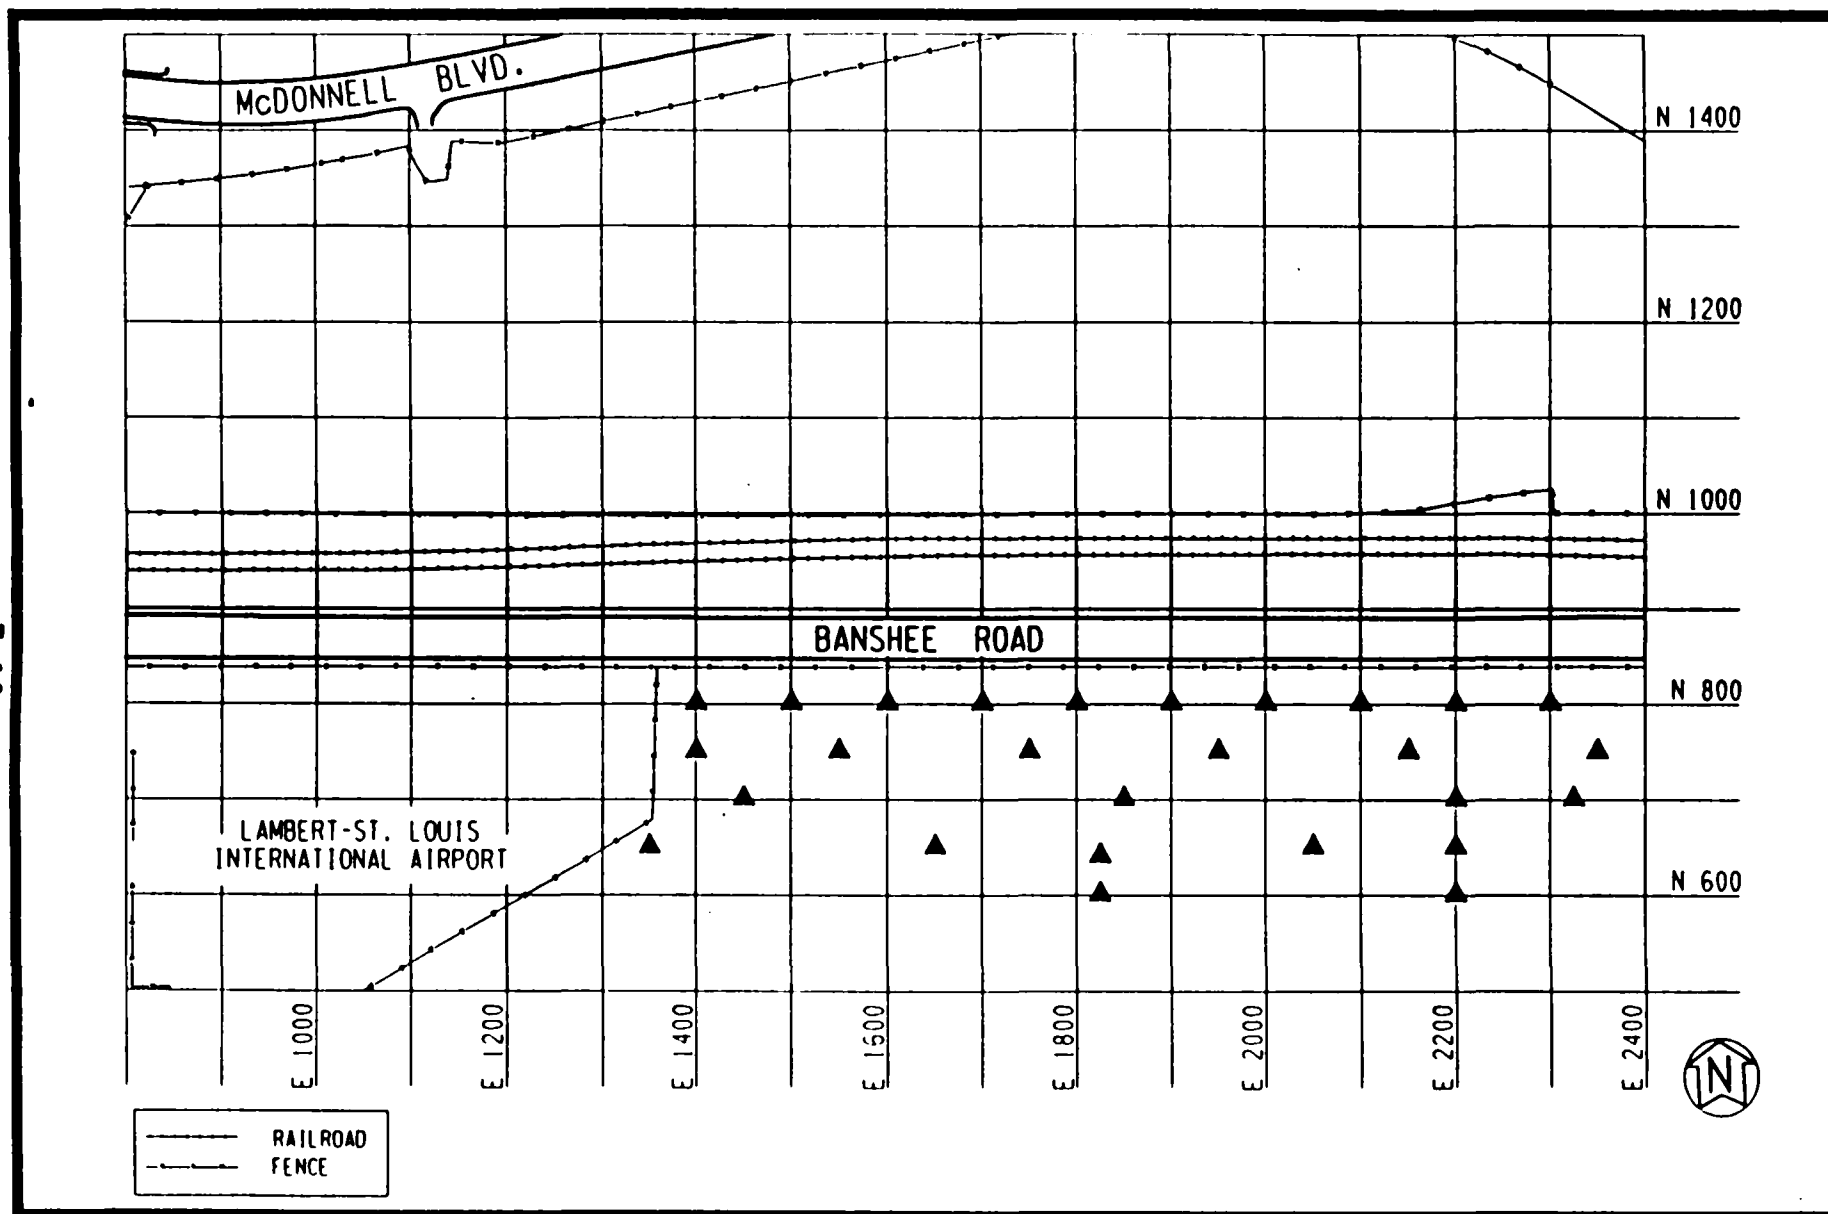 McDONNELL BLVD.
N 1400
N 1200
N 1000
BANSHEE ROAD
N 800
LAMBERT-ST. LOUIS
INTERNATIONAL AIRPORT
N 600
E 1000
E 1200
E 1400
E 1600
E 1800
E 2000
E 2200
E 2400
N
RAILROAD
FENCE